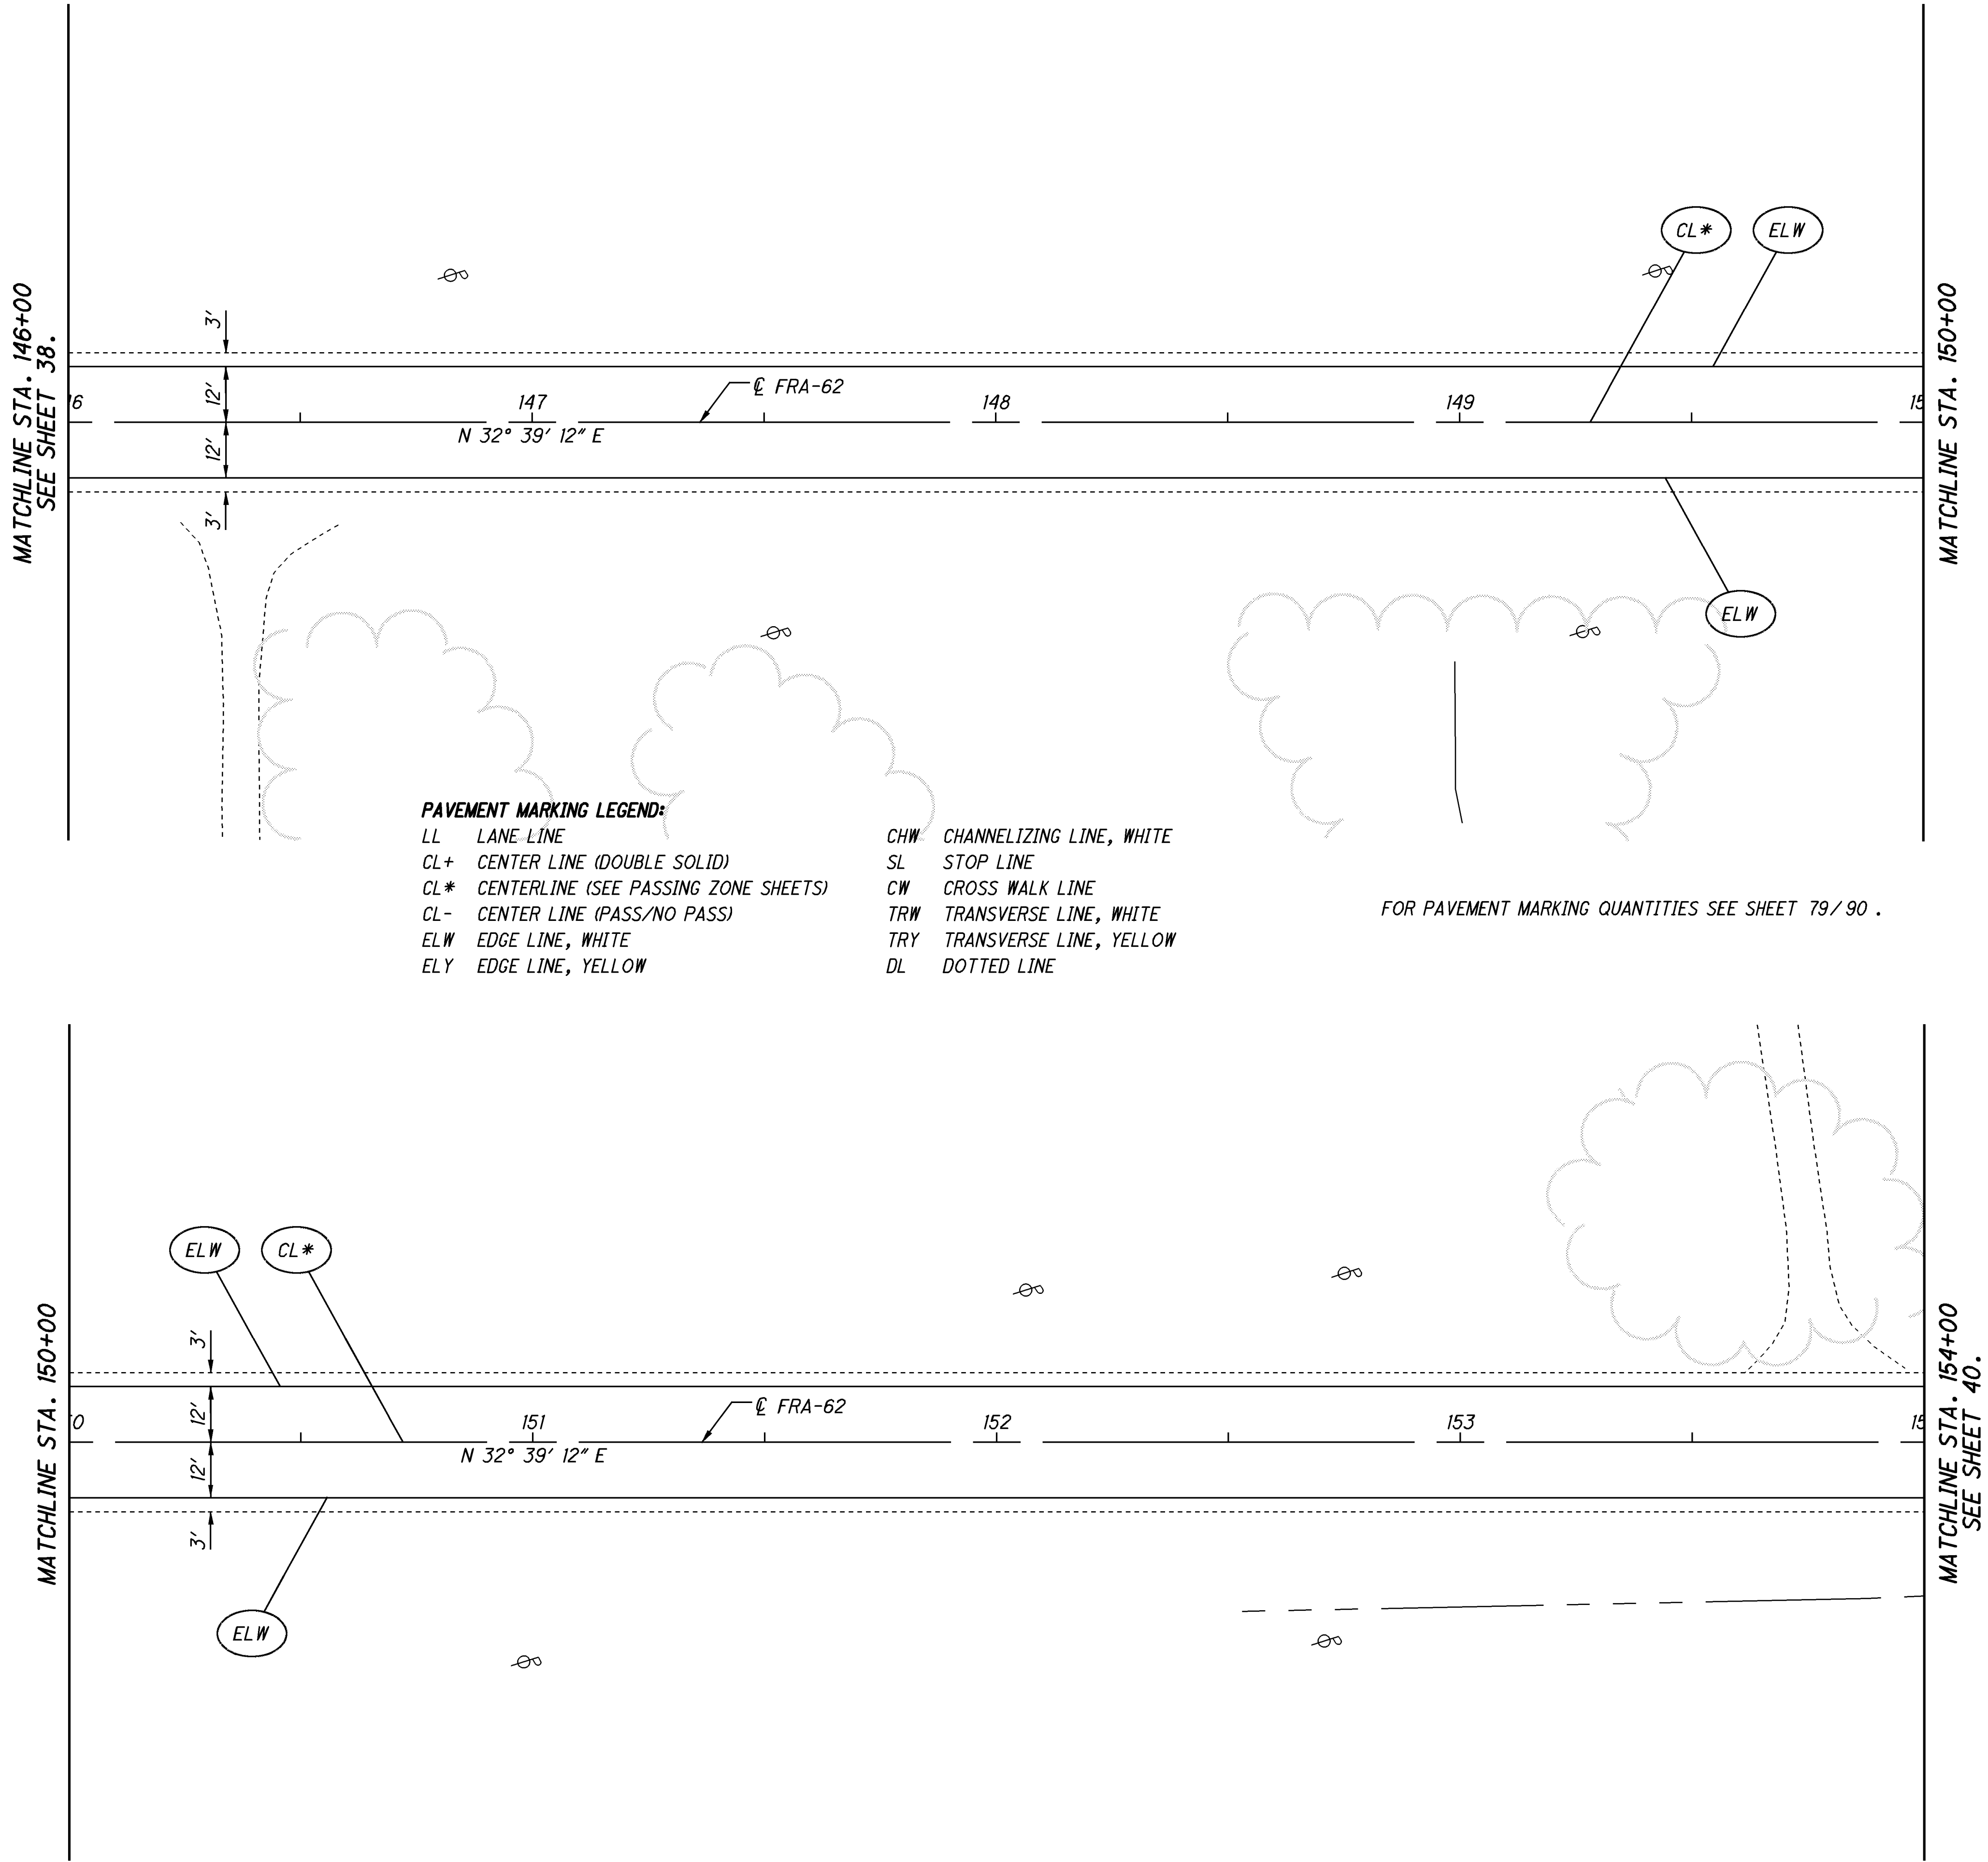 MATCHLINE STA. 146+00
SEE SHEET 38.
CL* ELW
MATCHLINE STA. 150+00
3'
12'
℄ FRA-62
147 148 149
N 32° 39' 12" E
12'
3'
ELW
PAVEMENT MARKING LEGEND:
LL LANE LINE
CL+ CENTER LINE (DOUBLE SOLID)
CL* CENTERLINE (SEE PASSING ZONE SHEETS)
CL- CENTER LINE (PASS/NO PASS)
ELW EDGE LINE, WHITE
ELY EDGE LINE, YELLOW
CHW CHANNELIZING LINE, WHITE
SL STOP LINE
CW CROSS WALK LINE
TRW TRANSVERSE LINE, WHITE
TRY TRANSVERSE LINE, YELLOW
DL DOTTED LINE
FOR PAVEMENT MARKING QUANTITIES SEE SHEET 79/90 .
MATCHLINE STA. 150+00
ELW CL*
3'
12'
℄ FRA-62
151 152 153
N 32° 39' 12" E
12'
3'
ELW
MATCHLINE STA. 154+00
SEE SHEET 40.